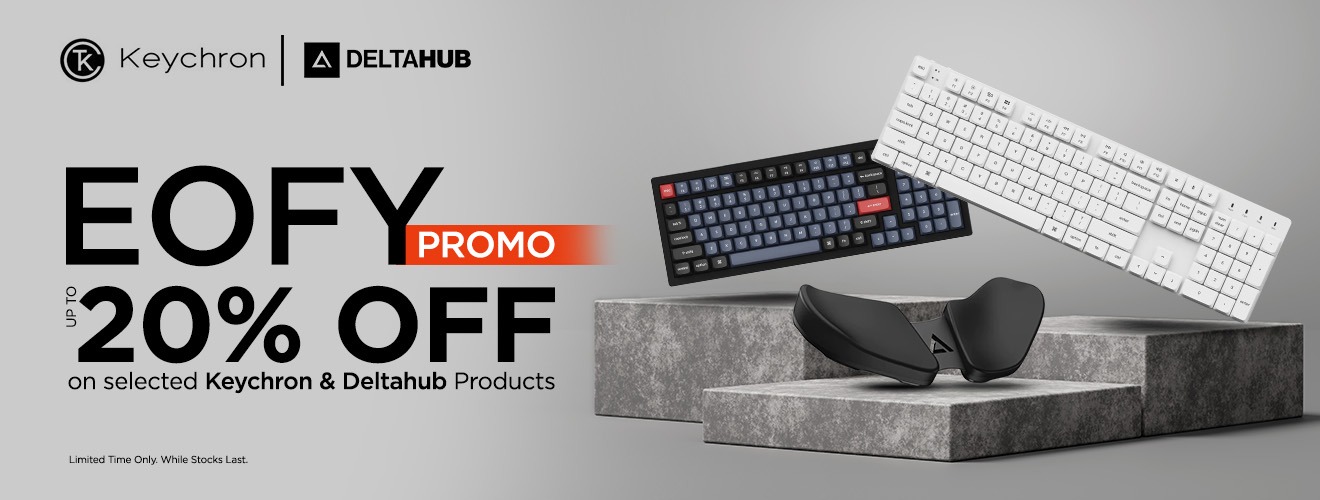 Keychron
DELTAHUB
EOFY
PROMO
UP TO
20% OFF
on selected Keychron & Deltahub Products
Limited Time Only. While Stocks Last.